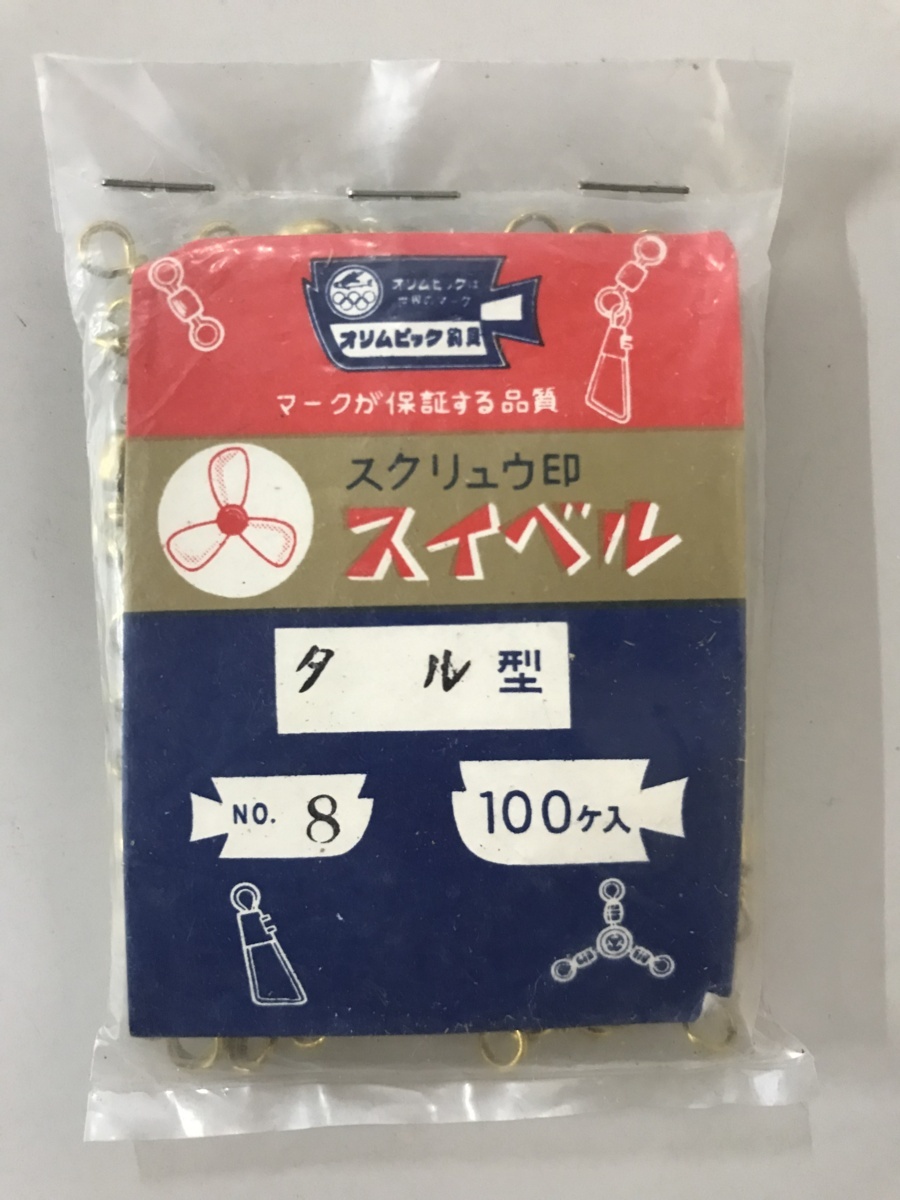 オリムピックは
世界のマーク
オリムピック釣具
マークが保証する品質
スクリュウ印
スイベル
タル型
NO. 8
100ケ入